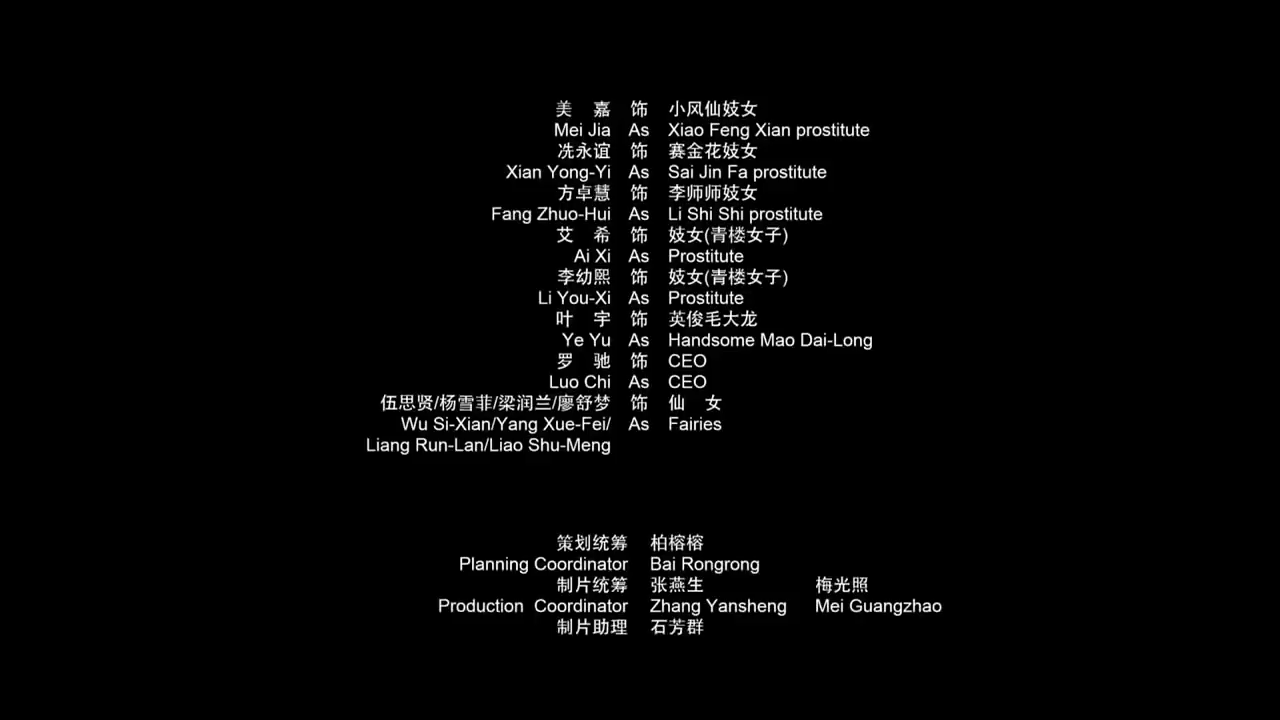 美 嘉 饰 小风仙妓女
Mei Jia As Xiao Feng Xian prostitute
冼永谊 饰 赛金花妓女
Xian Yong-Yi As Sai Jin Fa prostitute
方卓慧 饰 李师师妓女
Fang Zhuo-Hui As Li Shi Shi prostitute
艾 希 饰 妓女(青楼女子)
Ai Xi As Prostitute
李幼熙 饰 妓女(青楼女子)
Li You-Xi As Prostitute
叶 宇 饰 英俊毛大龙
Ye Yu As Handsome Mao Dai-Long
罗 驰 饰 CEO
Luo Chi As CEO
伍思贤/杨雪菲/梁润兰/廖舒梦 饰 仙 女
Wu Si-Xian/Yang Xue-Fei/ As Fairies
Liang Run-Lan/Liao Shu-Meng
策划统筹 柏榕榕
Planning Coordinator Bai Rongrong
制片统筹 张燕生 梅光照
Production Coordinator Zhang Yansheng Mei Guangzhao
制片助理 石芳群